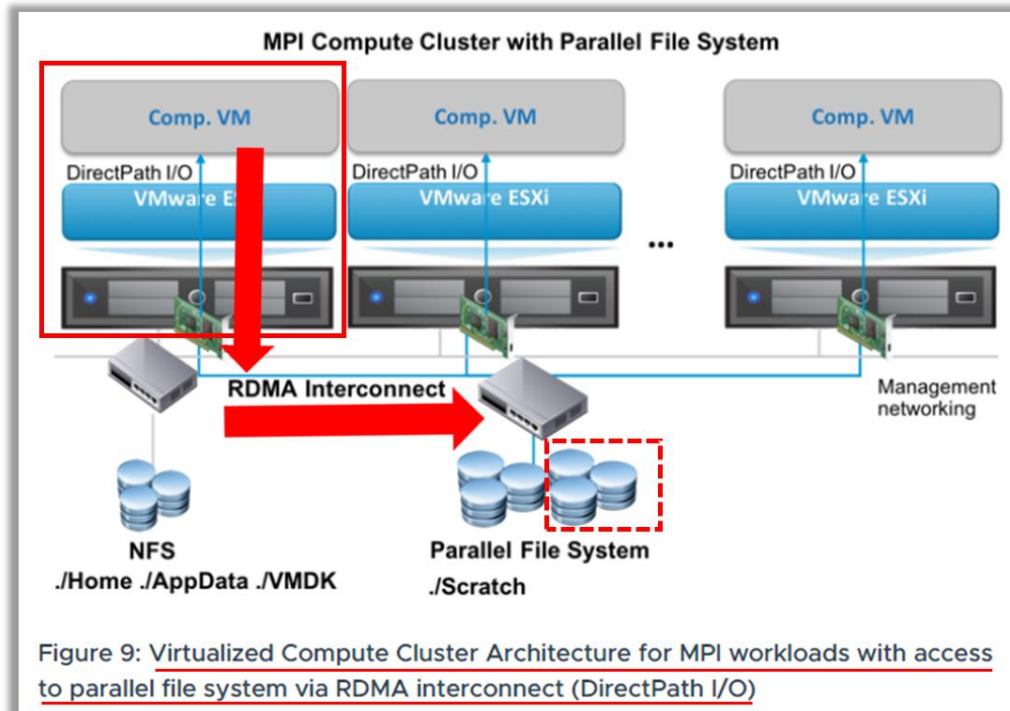 MPI Compute Cluster with Parallel File System
Comp. VM
Comp. VM
Comp. VM
DirectPath I/O
DirectPath I/O
DirectPath I/O
VMware ES
VMware ESXi
VMware ESXi
...
RDMA Interconnect
Management
networking
NFS
./Home ./AppData ./VMDK
Parallel File System
./Scratch
Figure 9: Virtualized Compute Cluster Architecture for MPI workloads with access
to parallel file system via RDMA interconnect (DirectPath I/O)